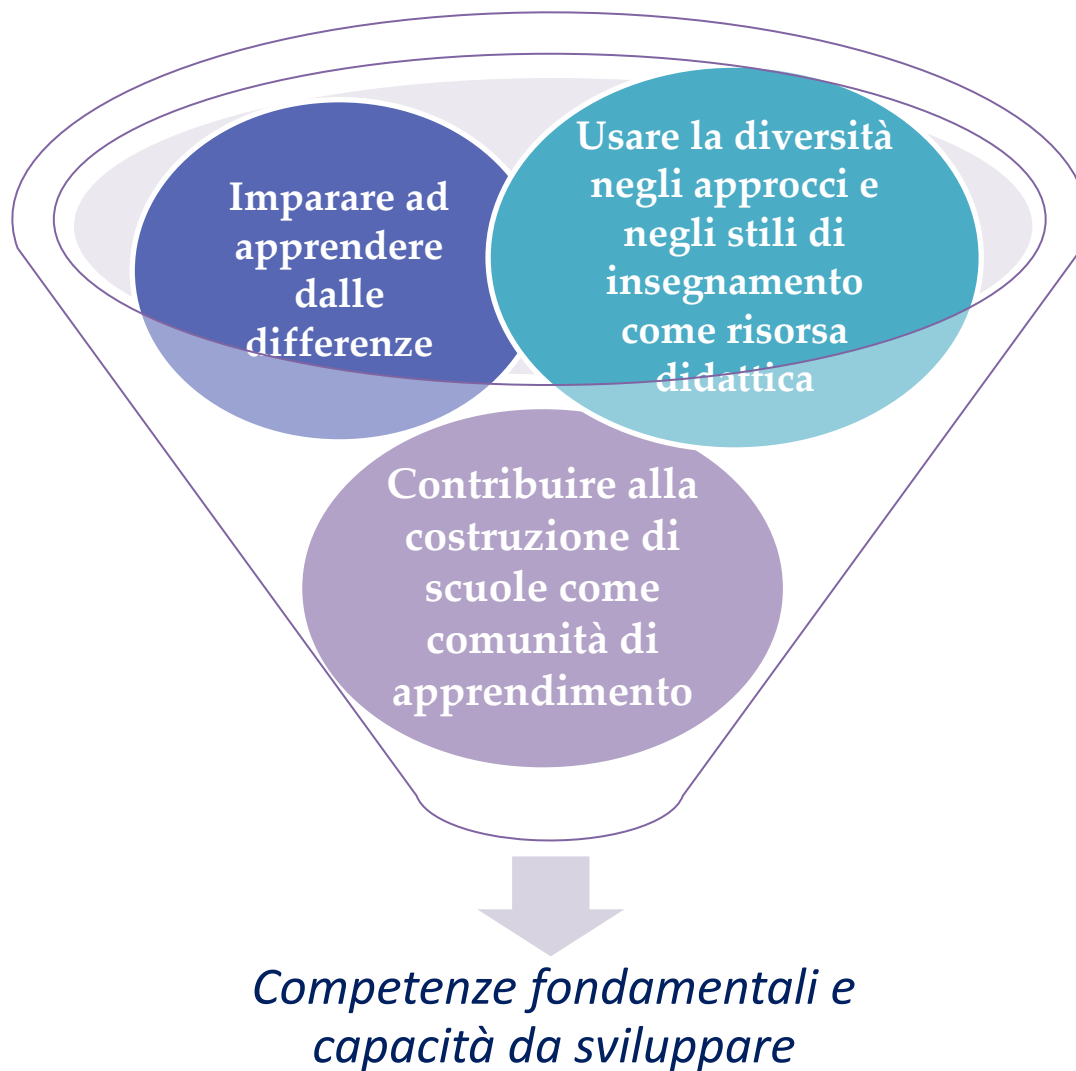 Imparare ad
apprendere
dalle
differenze
Usare la diversità
negli approcci e
negli stili di
insegnamento
come risorsa
didattica
Contribuire alla
costruzione di
scuole come
comunità di
apprendimento
Competenze fondamentali e
capacità da sviluppare